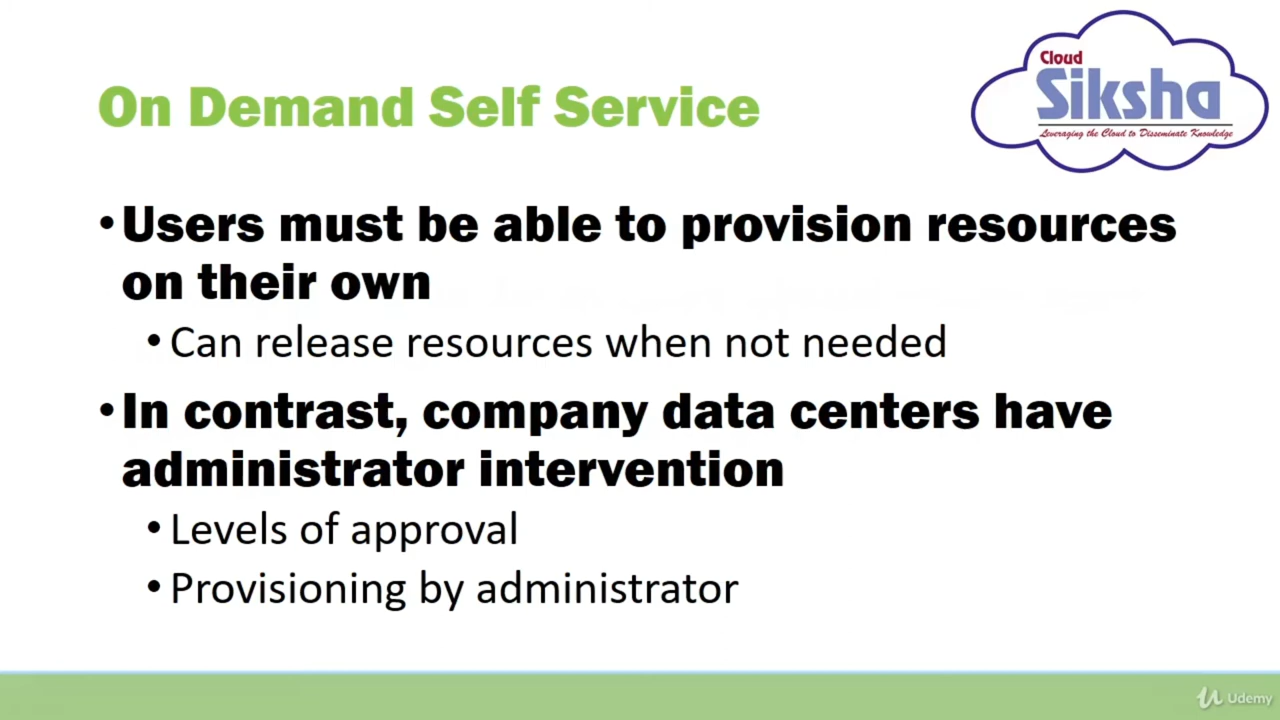 Cloud
Siksha
Leveraging the Cloud to Disseminate Knowledge
On Demand Self Service
•Users must be able to provision resources
on their own
•Can release resources when not needed
•In contrast, company data centers have
administrator intervention
•Levels of approval
•Provisioning by administrator
Udemy